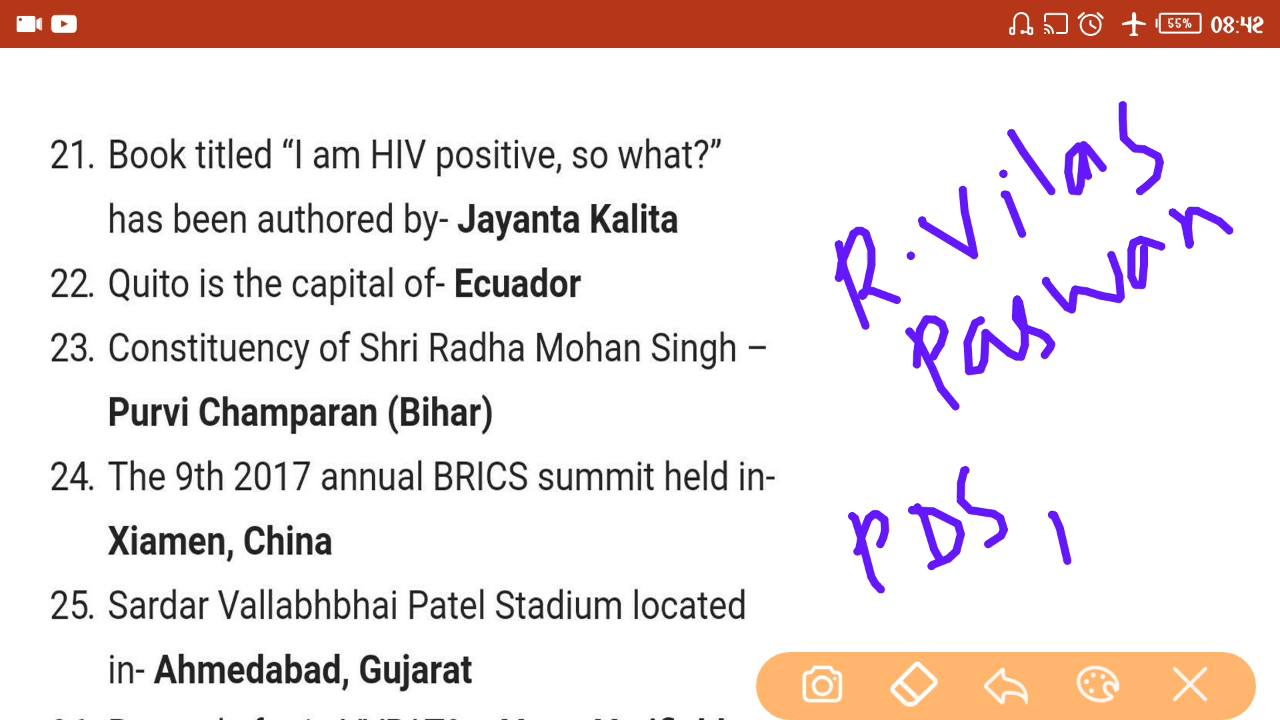 55% 08:42
21. Book titled “I am HIV positive, so what?”
has been authored by- Jayanta Kalita
22. Quito is the capital of- Ecuador
23. Constituency of Shri Radha Mohan Singh –
Purvi Champaran (Bihar)
24. The 9th 2017 annual BRICS summit held in-
Xiamen, China
25. Sardar Vallabhbhai Patel Stadium located
in- Ahmedabad, Gujarat
R. Vilas
Paswan
PDS,